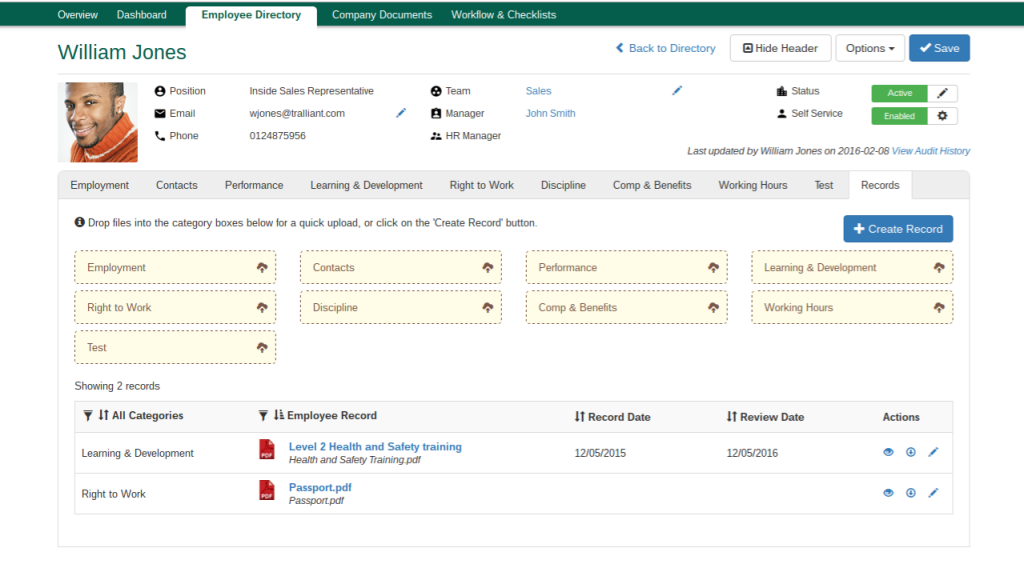 Overview Dashboard Employee Directory Company Documents Workflow & Checklists
William Jones
Back to Directory Hide Header Options Save
Position Inside Sales Representative Team Sales Status Active
Email wjones@tralliant.com Manager John Smith Self Service Enabled
Phone 0124875956 HR Manager
Last updated by William Jones on 2016-02-08 View Audit History
Employment Contacts Performance Learning & Development Right to Work Discipline Comp & Benefits Working Hours Test Records
Drop files into the category boxes below for a quick upload, or click on the 'Create Record' button.
Create Record
Employment Contacts Performance Learning & Development
Right to Work Discipline Comp & Benefits Working Hours
Test
Showing 2 records
All Categories Employee Record Record Date Review Date Actions
Learning & Development PDF Level 2 Health and Safety training 12/05/2015 12/05/2016
Health and Safety Training.pdf
Right to Work PDF Passport.pdf
Passport.pdf